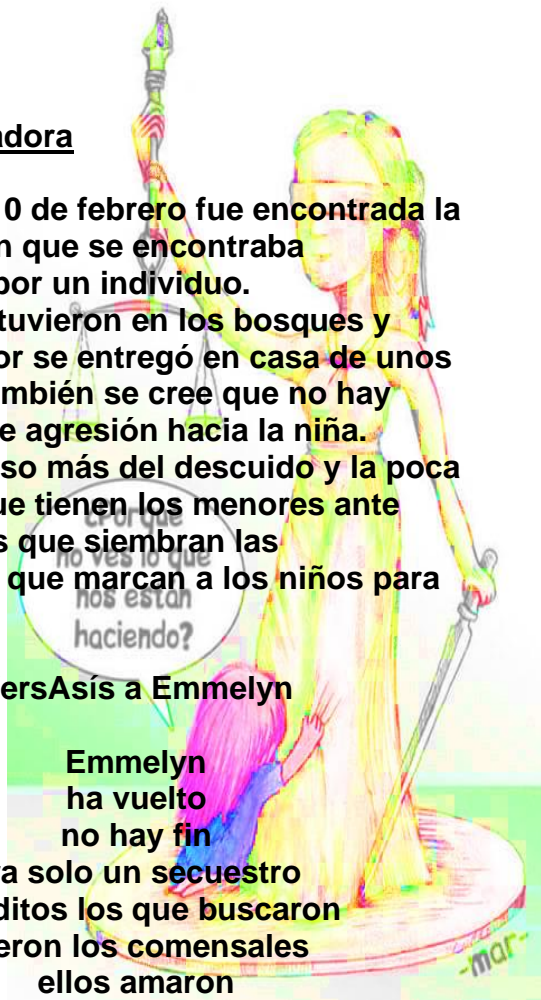 adora
0 de febrero fue encontrada la
n que se encontraba
por un individuo.
tuvieron en los bosques y
or se entregó en casa de unos
mbién se cree que no hay
e agresión hacia la niña.
so más del descuido y la poca
ue tienen los menores ante
s que siembran las
que marcan a los niños para
¿Porque
no ves lo que
nos estan
haciendo?
ersAsís a Emmelyn
Emmelyn
ha vuelto
no hay fin
a solo un secuestro
ditos los que buscaron
eron los comensales
ellos amaron
-mar-